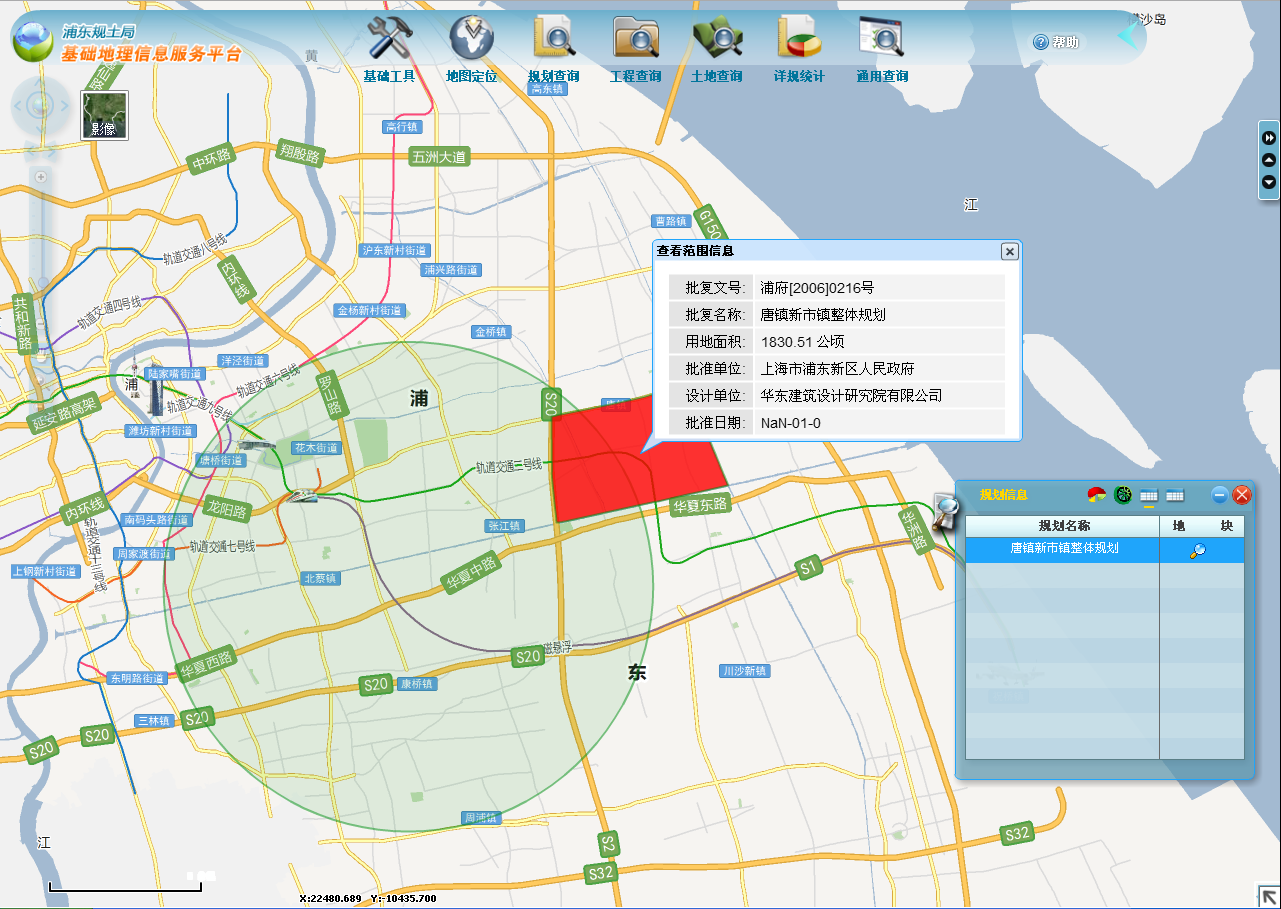 浦东规土局
基础地理信息服务平台
基础工具
地图定位
规划查询
工程查询
土地查询
详规统计
通用查询
帮助
横沙岛
黄
高东镇
影像
高行镇
中环路
翔殷路
五洲大道
江
曹路镇
G150
轨道交通八号线
沪东新村街道
浦兴路街道
内环线
共和新路
轨道交通四号线
金杨新村街道
金桥镇
查看范围信息
批复文号: 浦府[2006]0216号
批复名称: 唐镇新市镇整体规划
用地面积: 1830.51 公顷
批准单位: 上海市浦东新区人民政府
设计单位: 华东建筑设计研究院有限公司
批准日期: NaN-01-0
洋泾街道
陆家嘴街道
轨道交通六号线
浦
罗山路
浦
S20
唐镇
轨道交通九号线
延安路高架
潍坊新村街道
花木街道
塘桥街道
轨道交通二号线
内环线
龙阳路
华夏东路
南码头路街道
张江镇
华洲路
轨道交通十三号线
周家渡街道
轨道交通七号线
上钢新村街道
北蔡镇
华夏中路
S1
规划信息
规划名称 地 块
唐镇新市镇整体规划
华夏西路
S20
磁悬浮
东
川沙新镇
东明路街道
S20
康桥镇
三林镇
S20
S20
S20
周浦镇
S32
江
S2
S32
X:22480.689 Y:-10435.700